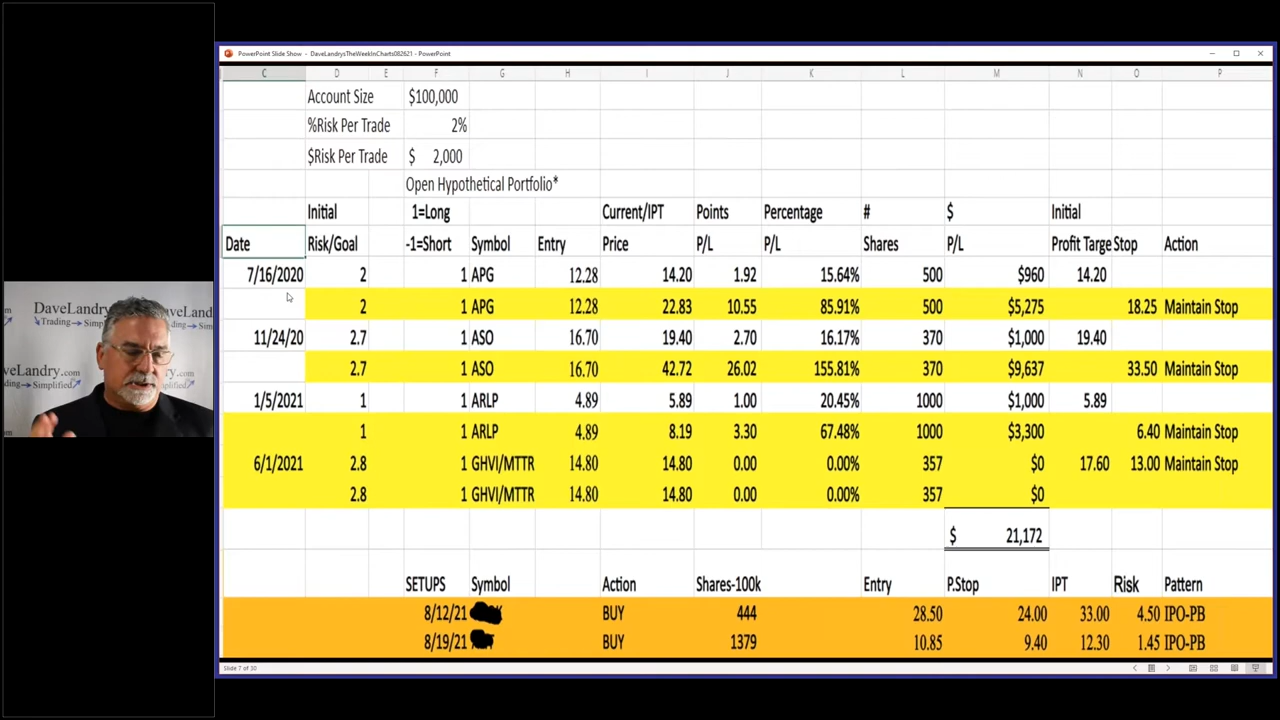 PowerPoint Slide Show - DaveLandrysTheWeekInCharts082621 - PowerPoint
C D E F G H I J K L M N O P
Account Size $100,000
%Risk Per Trade 2%
$Risk Per Trade $ 2,000
Open Hypothetical Portfolio*
Initial 1=Long Current/IPT Points Percentage # $ Initial
Date Risk/Goal -1=Short Symbol Entry Price P/L P/L Shares P/L Profit Targe Stop Action
7/16/2020 2 1 APG 12.28 14.20 1.92 15.64% 500 $960 14.20
2 1 APG 12.28 22.83 10.55 85.91% 500 $5,275 18.25 Maintain Stop
11/24/20 2.7 1 ASO 16.70 19.40 2.70 16.17% 370 $1,000 19.40
2.7 1 ASO 16.70 42.72 26.02 155.81% 370 $9,637 33.50 Maintain Stop
1/5/2021 1 1 ARLP 4.89 5.89 1.00 20.45% 1000 $1,000 5.89
1 1 ARLP 4.89 8.19 3.30 67.48% 1000 $3,300 6.40 Maintain Stop
6/1/2021 2.8 1 GHVI/MTTR 14.80 14.80 0.00 0.00% 357 $0 17.60 13.00 Maintain Stop
2.8 1 GHVI/MTTR 14.80 14.80 0.00 0.00% 357 $0
$ 21,172
SETUPS Symbol Action Shares-100k Entry P.Stop IPT Risk Pattern
8/12/21 BUY 444 28.50 24.00 33.00 4.50 IPO-PB
8/19/21 BUY 1379 10.85 9.40 12.30 1.45 IPO-PB
Slide 7 of 30
DaveLandry.com
Trading Simplified